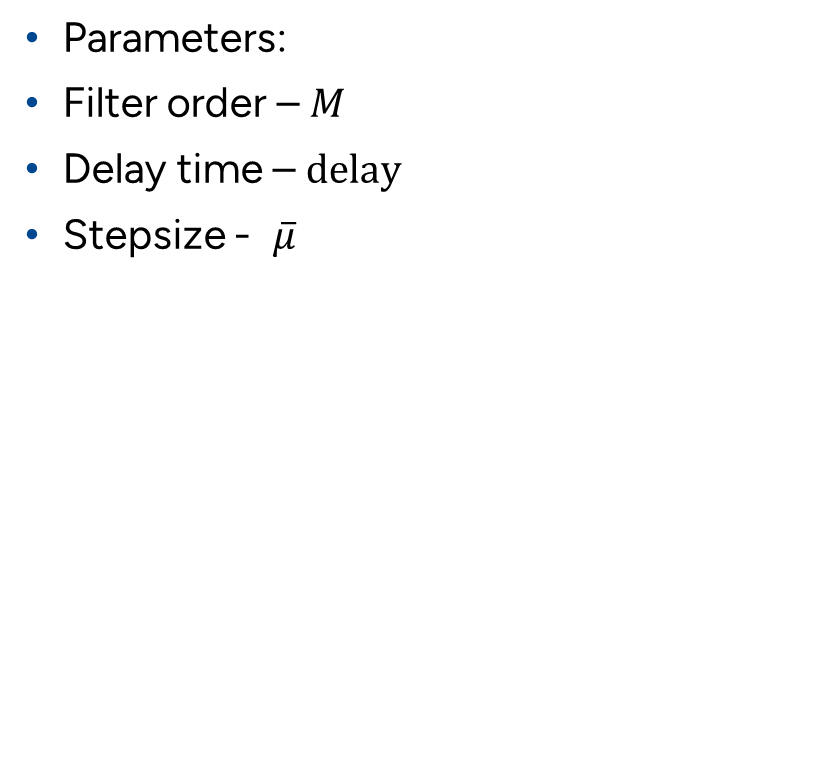 • Parameters:
• Filter order – M
• Delay time – delay
• Stepsize - μ̄